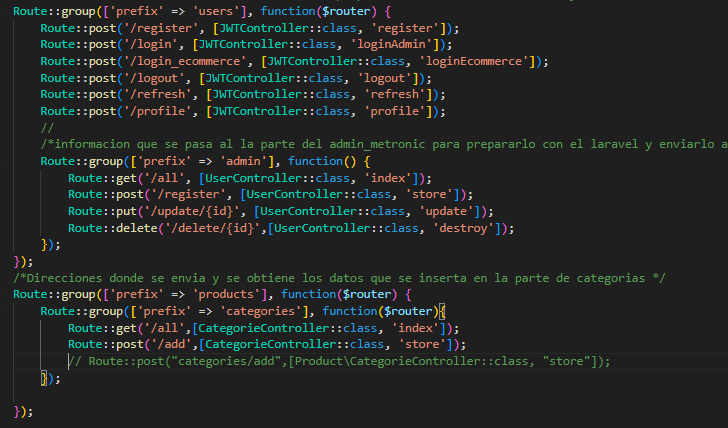 Route::group(['prefix' => 'users'], function($router) {
    Route::post('/register', [JWTController::class, 'register']);
    Route::post('/login', [JWTController::class, 'loginAdmin']);
    Route::post('/login_ecommerce', [JWTController::class, 'loginEcommerce']);
    Route::post('/logout', [JWTController::class, 'logout']);
    Route::post('/refresh', [JWTController::class, 'refresh']);
    Route::post('/profile', [JWTController::class, 'profile']);
    //
    /*informacion que se pasa al la parte del admin_metronic para prepararlo con el laravel y enviarlo a
    Route::group(['prefix' => 'admin'], function() {
        Route::get('/all', [UserController::class, 'index']);
        Route::post('/register', [UserController::class, 'store']);
        Route::put('/update/{id}', [UserController::class, 'update']);
        Route::delete('/delete/{id}',[UserController::class, 'destroy']);
    });
});
/*Direcciones donde se envia y se obtiene los datos que se inserta en la parte de categorias */
Route::group(['prefix' => 'products'], function($router) {
    Route::group(['prefix' => 'categories'], function($router){
        Route::get('/all',[CategorieController::class, 'index']);
        Route::post('/add',[CategorieController::class, 'store']);
        // Route::post("categories/add",[Product\CategorieController::class, "store"]);
    });
});